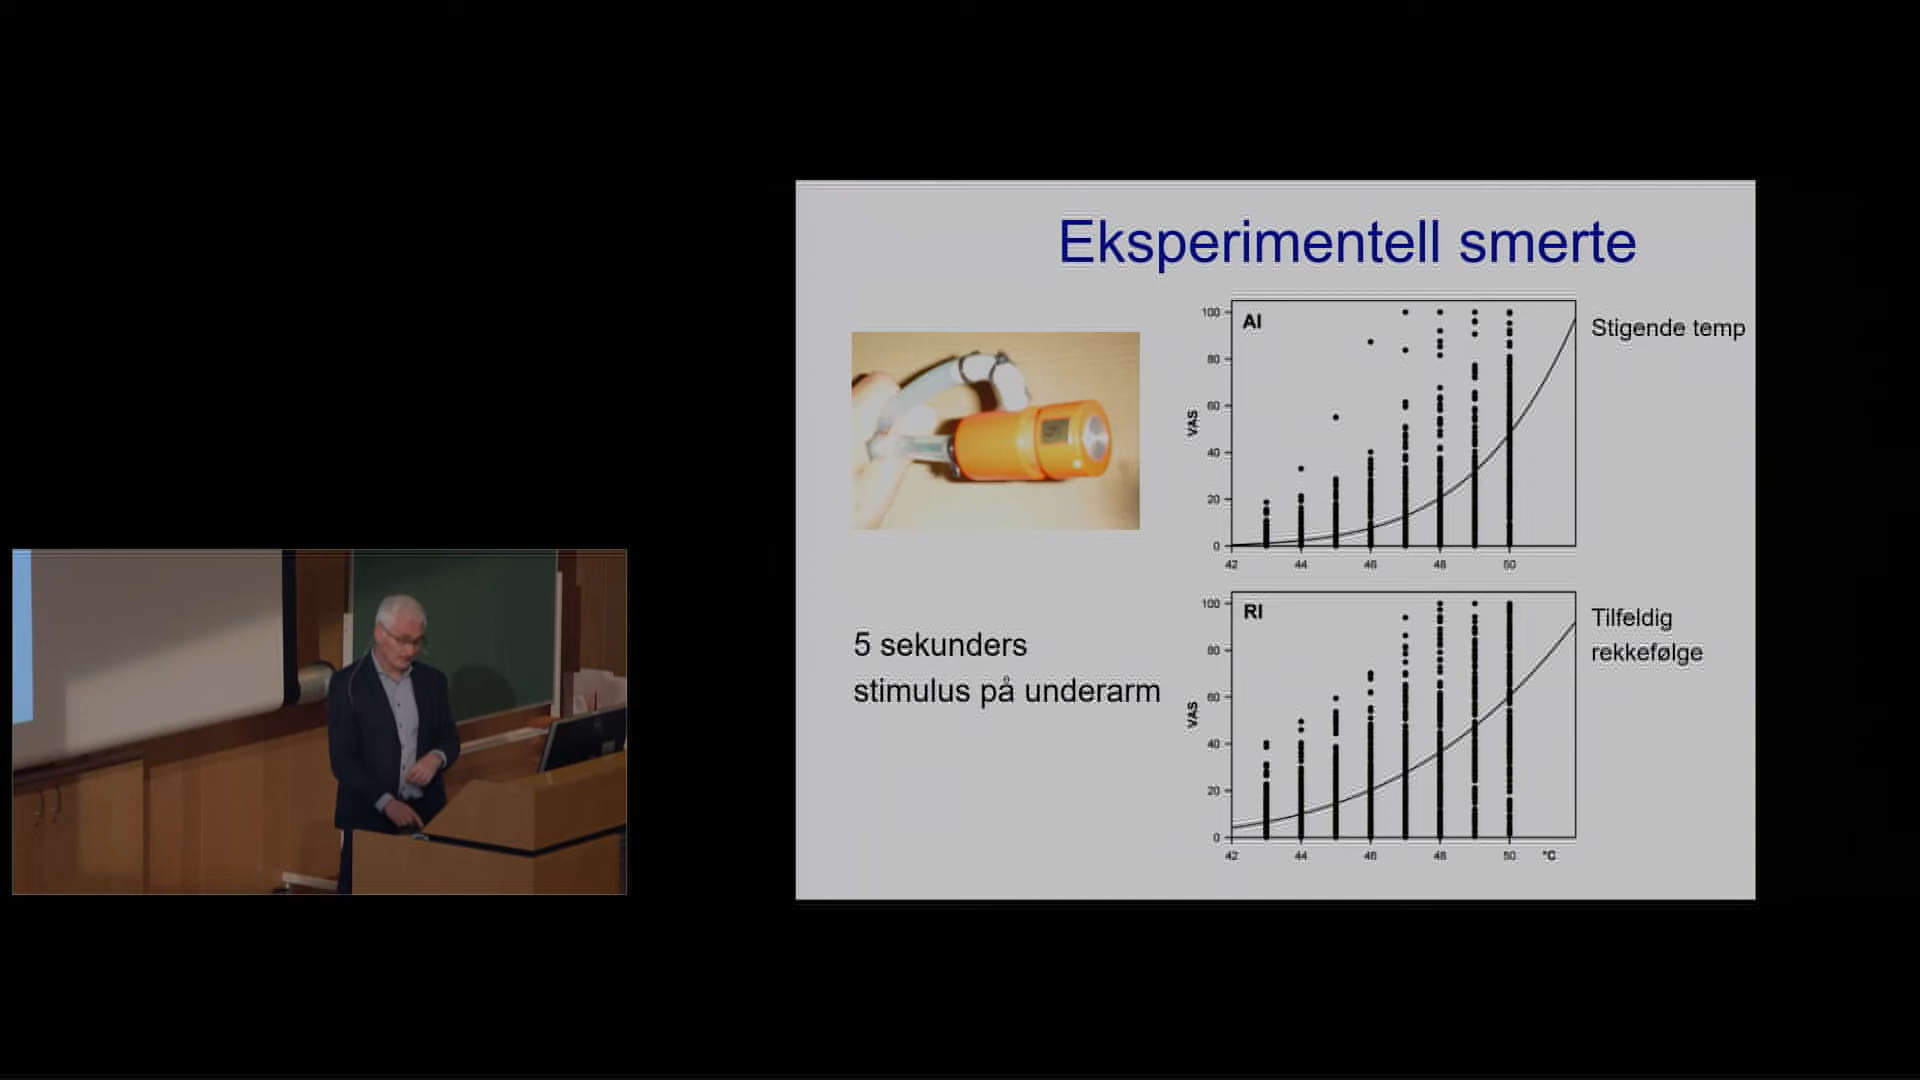 Eksperimentell smerte
AI
Stigende temp
100
80
60
40
20
0
VAS
42 44 46 48 50
5 sekunders
stimulus på underarm
RI
Tilfeldig
rekkefølge
100
80
60
40
20
0
VAS
42 44 46 48 50 °C